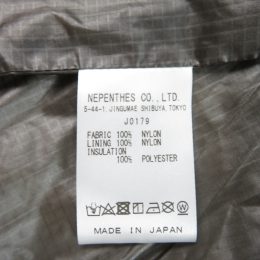 NEPENTHES CO., LTD.
5-44-1, JINGUMAE SHIBUYA TOKYO
J0179
FABRIC 100% NYLON
LINING 100% NYLON
INSULATION
100% POLYESTER
MADE IN JAPAN